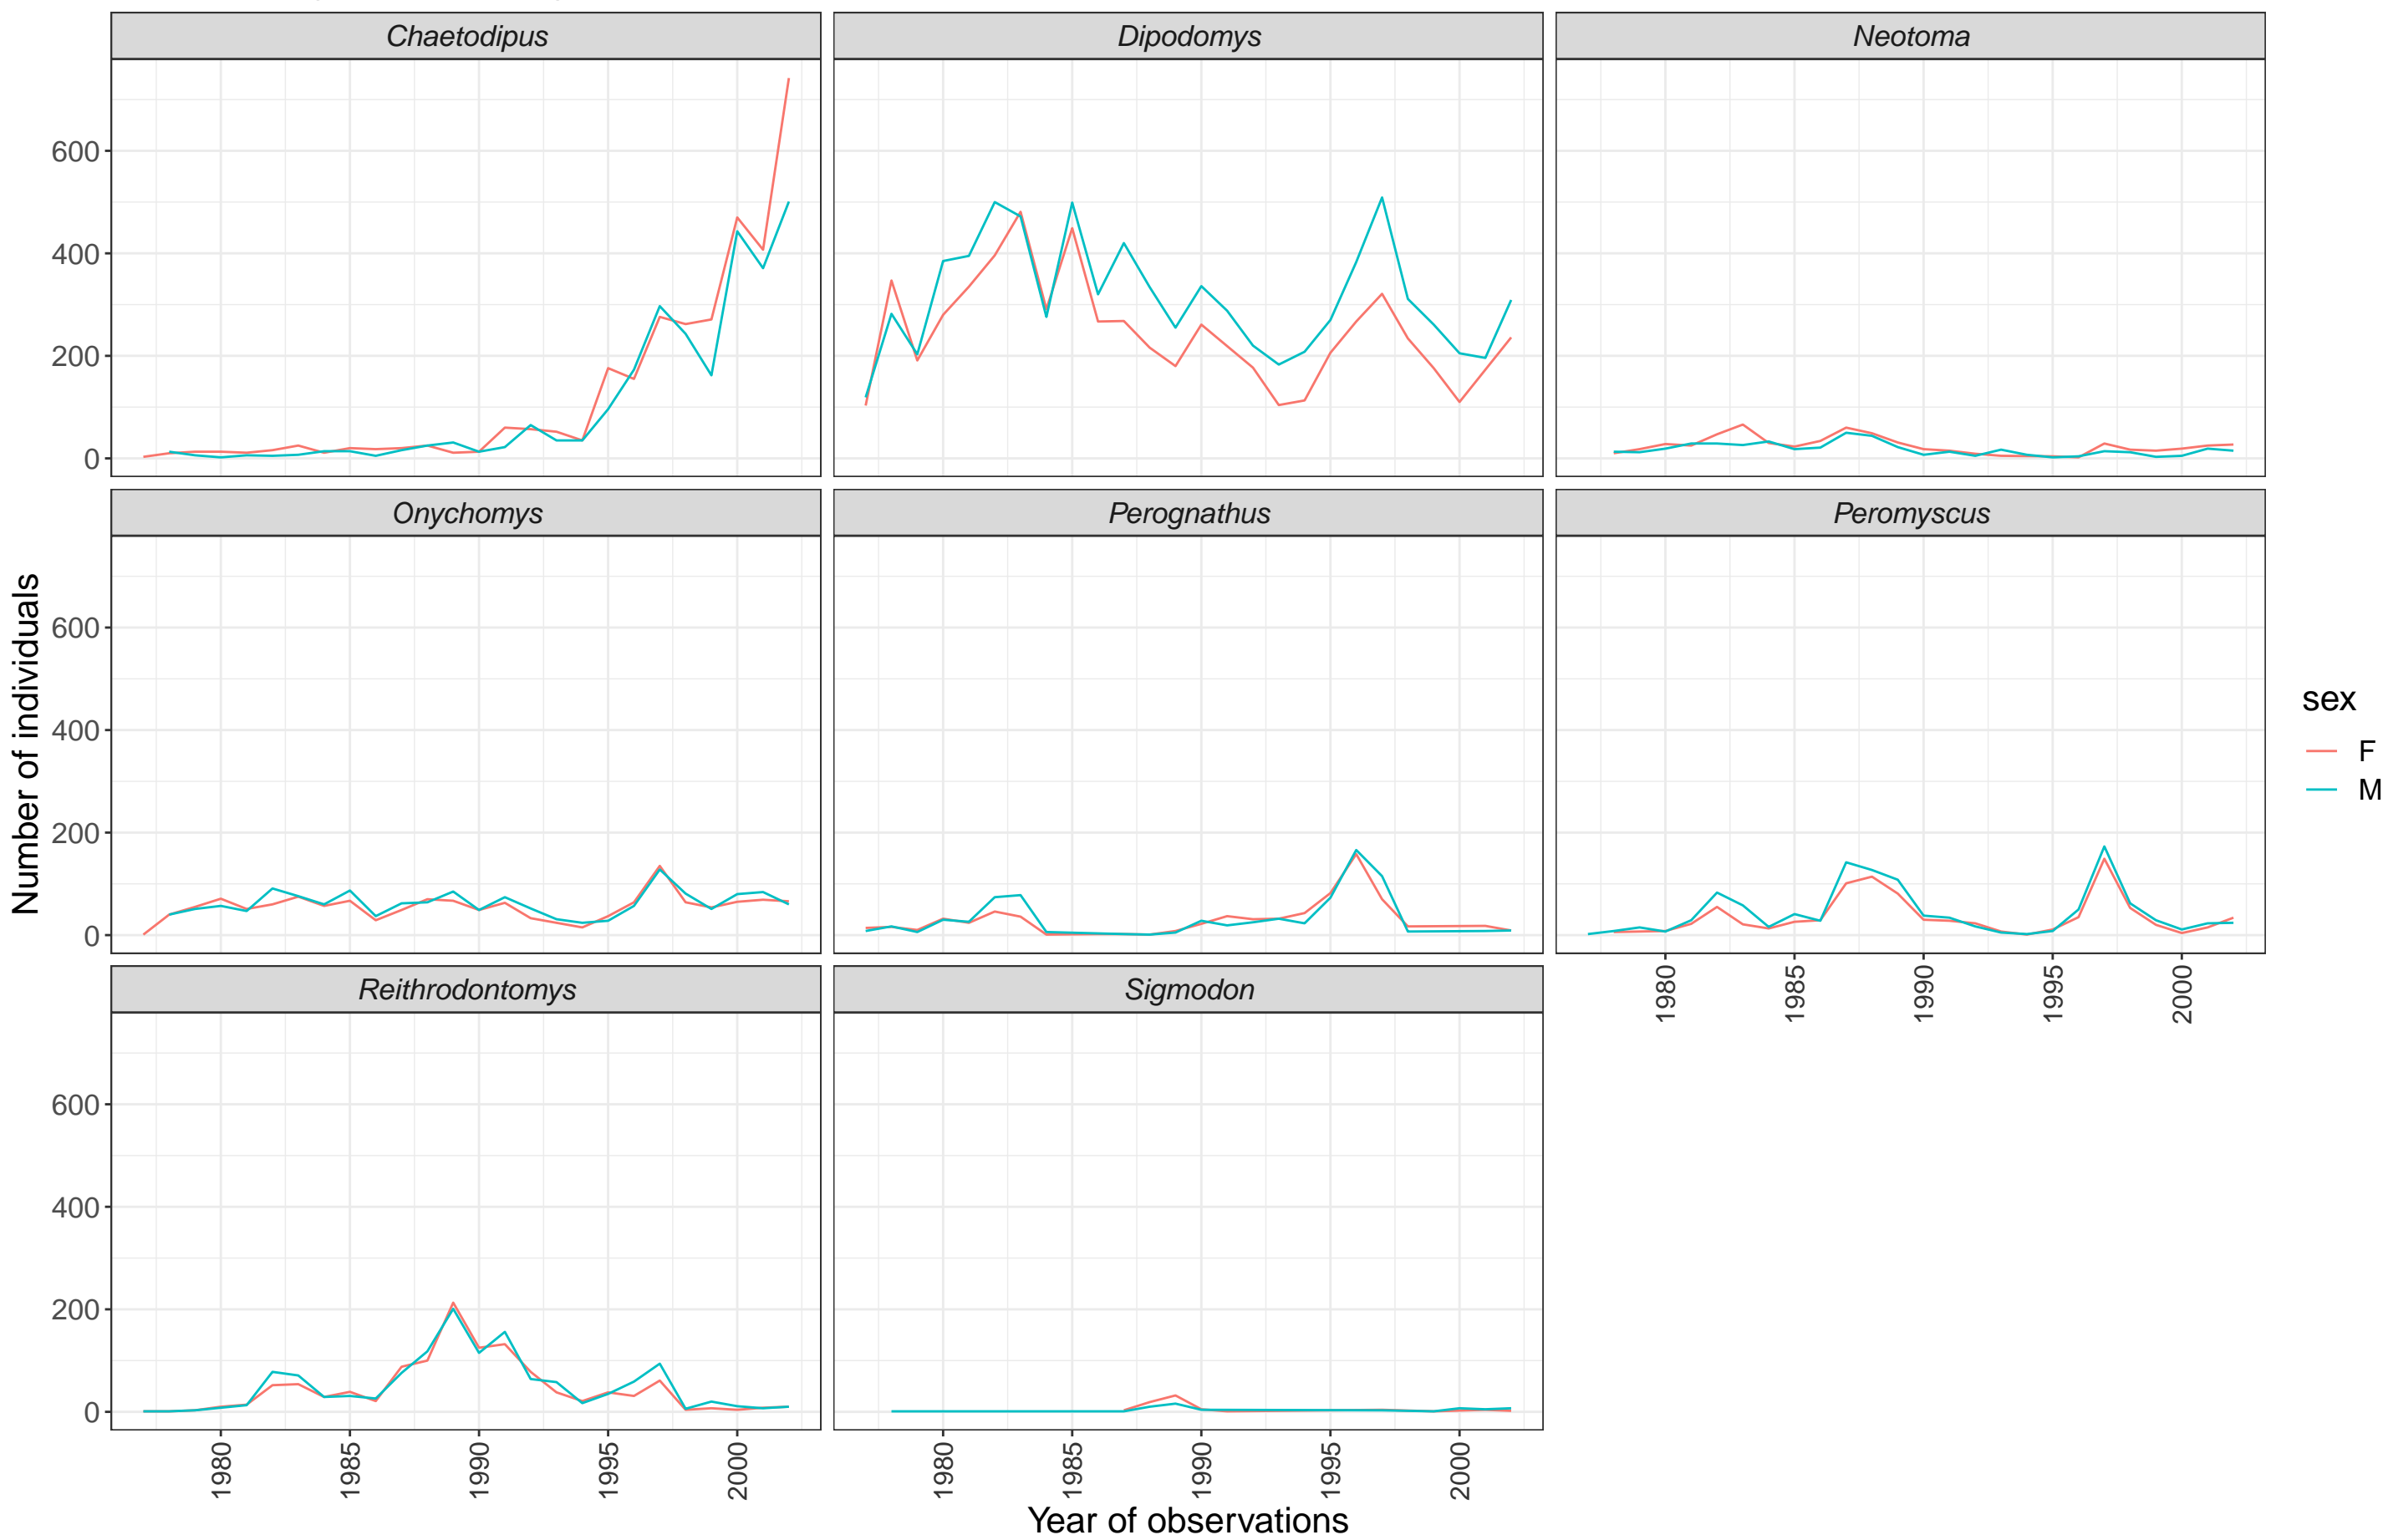 Chaetodipus
Dipodomys
Neotoma
600
400
200
0
Onychomys
Perognathus
Peromyscus
Number of individuals
600
400
200
0
sex
F
M
1980
1985
1990
1995
2000
Reithrodontomys
Sigmodon
600
400
200
0
1980
1985
1990
1995
2000
1980
1985
1990
1995
2000
Year of observations